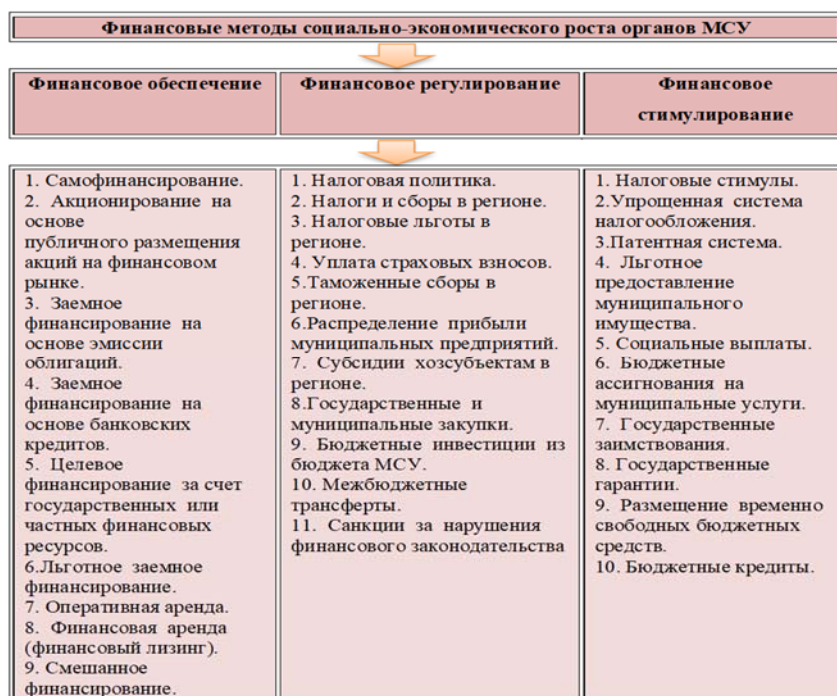 Финансовые методы социально-экономического роста органов МСУ
Финансовое обеспечение
Финансовое регулирование
Финансовое
стимулирование
1. Самофинансирование.
2. Акционирование на
основе
публичного размещения
акций на финансовом
рынке.
3. Заемное
финансирование на
основе эмиссии
облигаций.
4. Заемное
финансирование на
основе банковских
кредитов.
5. Целевое
финансирование за счет
государственных или
частных финансовых
ресурсов.
6.Льготное заемное
финансирование.
7. Оперативная аренда.
8. Финансовая аренда
(финансовый лизинг).
9. Смешанное
финансирование.
1. Налоговая политика.
2. Налоги и сборы в регионе.
3. Налоговые льготы в
регионе.
4. Уплата страховых взносов.
5.Таможенные сборы в
регионе.
6.Распределение прибыли
муниципальных предприятий.
7. Субсидии хозсубъектам в
регионе.
8.Государственные и
муниципальные закупки.
9. Бюджетные инвестиции из
бюджета МСУ.
10. Межбюджетные
трансферты.
11. Санкции за нарушения
финансового законодательства
1. Налоговые стимулы.
2.Упрощенная система
налогообложения.
3.Патентная система.
4. Льготное
предоставление
муниципального
имущества.
5. Социальные выплаты.
6. Бюджетные
ассигнования на
муниципальные услуги.
7. Государственные
заимствования.
8. Государственные
гарантии.
9. Размещение временно
свободных бюджетных
средств.
10. Бюджетные кредиты.